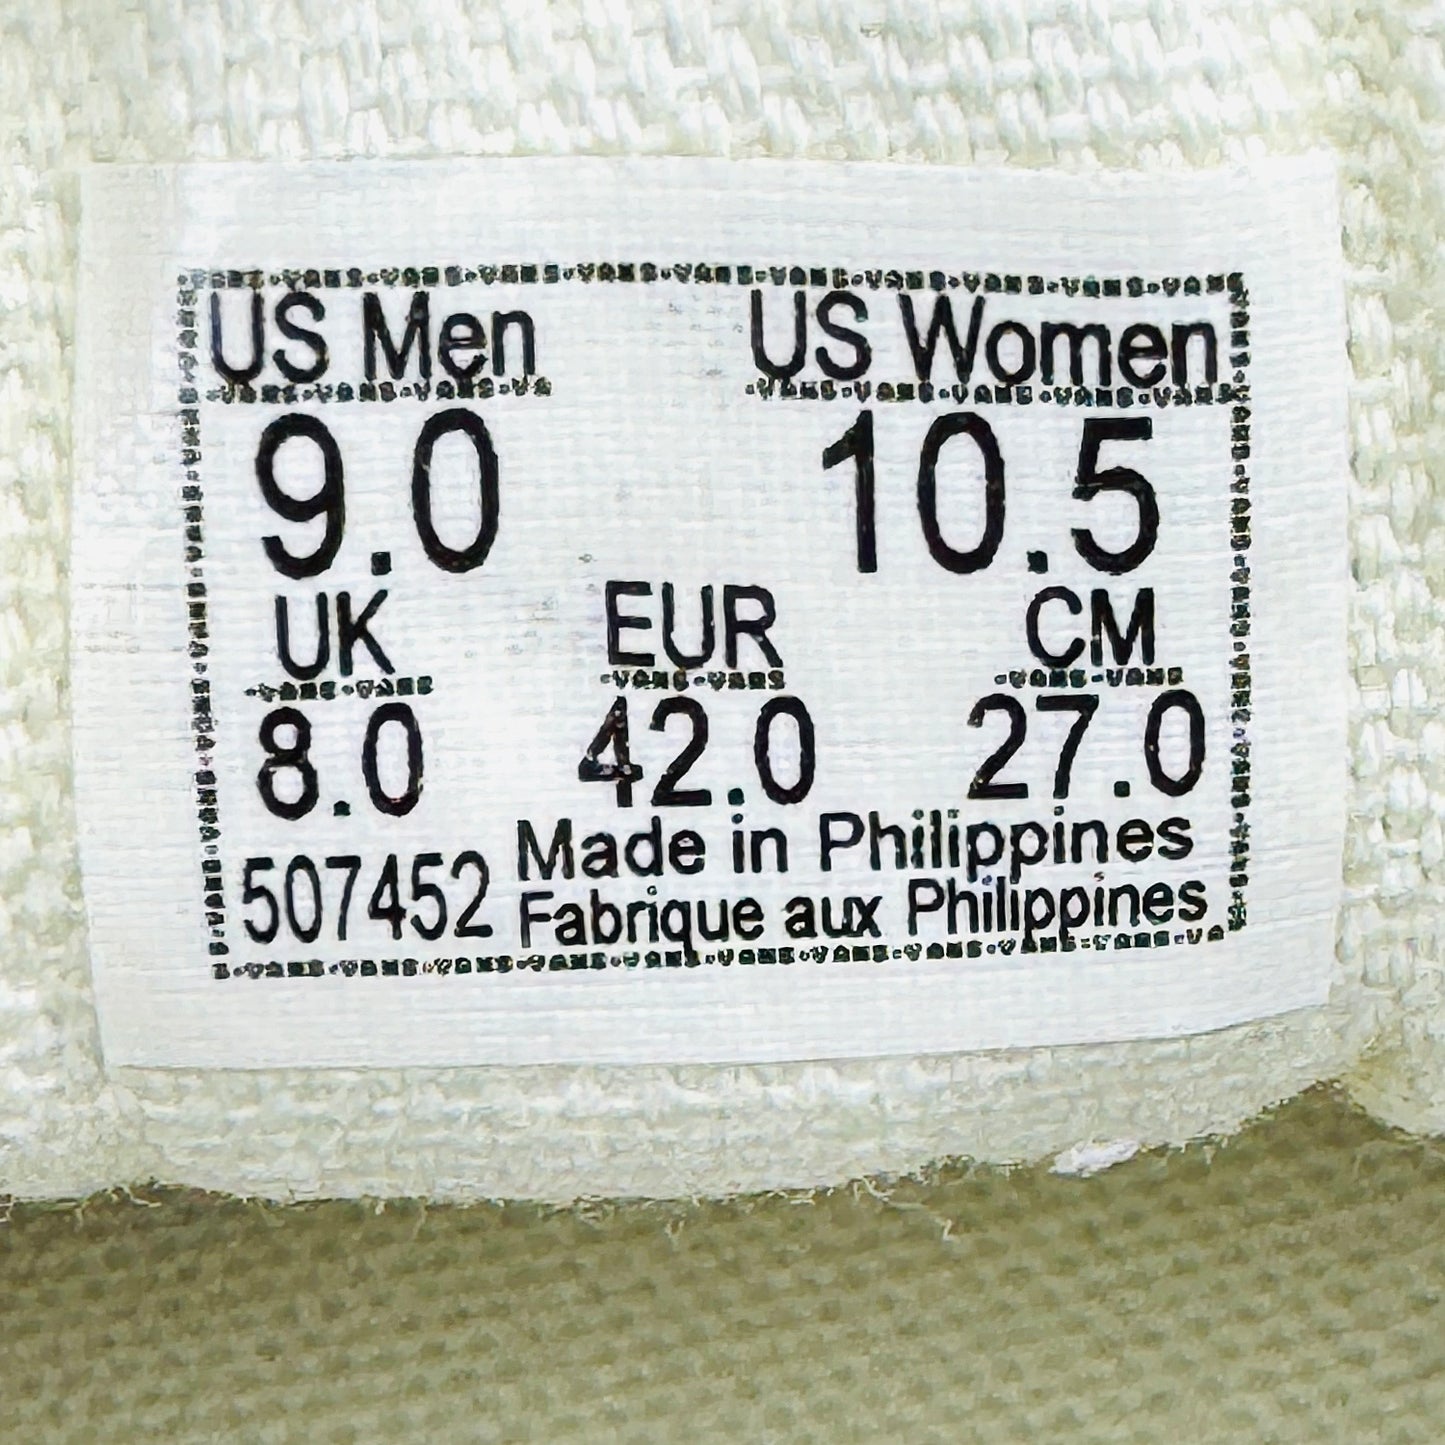 US Men US Women
9.0 10.5
UK EUR CM
8.0 42.0 27.0
507452 Made in Philippines
Fabrique aux Philippines